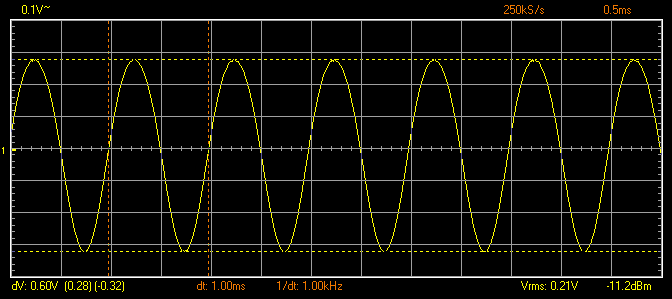 0.1V~ 250kS/s 0.5ms
1
dV: 0.60V (0.28) (-0.32) dt: 1.00ms 1/dt: 1.00kHz Vrms: 0.21V -11.2dBm